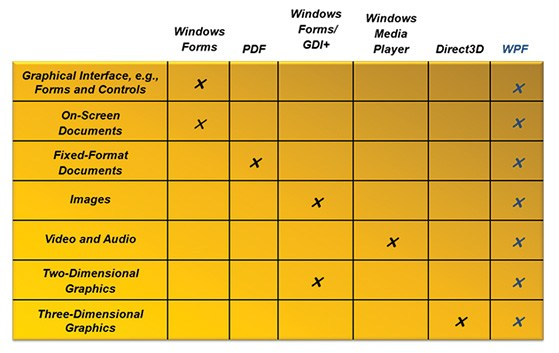 Windows Forms
PDF
Windows Forms/ GDI+
Windows Media Player
Direct3D
WPF
Graphical Interface, e.g.,
Forms and Controls
X
X
On-Screen
Documents
X
X
Fixed-Format
Documents
X
X
Images
X
X
Video and Audio
X
X
Two-Dimensional
Graphics
X
X
Three-Dimensional
Graphics
X
X